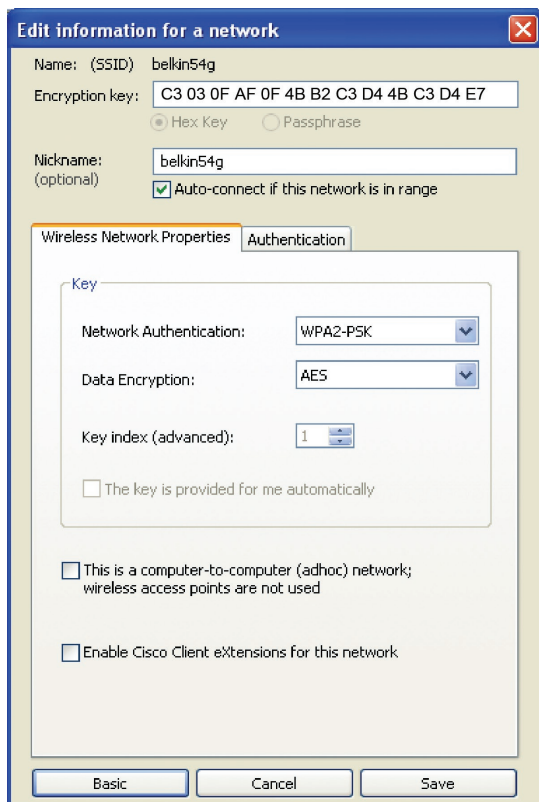 Edit information for a network
Name: (SSID) belkin54g
Encryption key: C3 03 0F AF 0F 4B B2 C3 D4 4B C3 D4 E7
Hex Key Passphrase
Nickname: belkin54g
(optional)
Auto-connect if this network is in range
Wireless Network Properties Authentication
Key
Network Authentication: WPA2-PSK
Data Encryption: AES
Key index (advanced): 1
The key is provided for me automatically
This is a computer-to-computer (adhoc) network;
wireless access points are not used
Enable Cisco Client eXtensions for this network
Basic Cancel Save